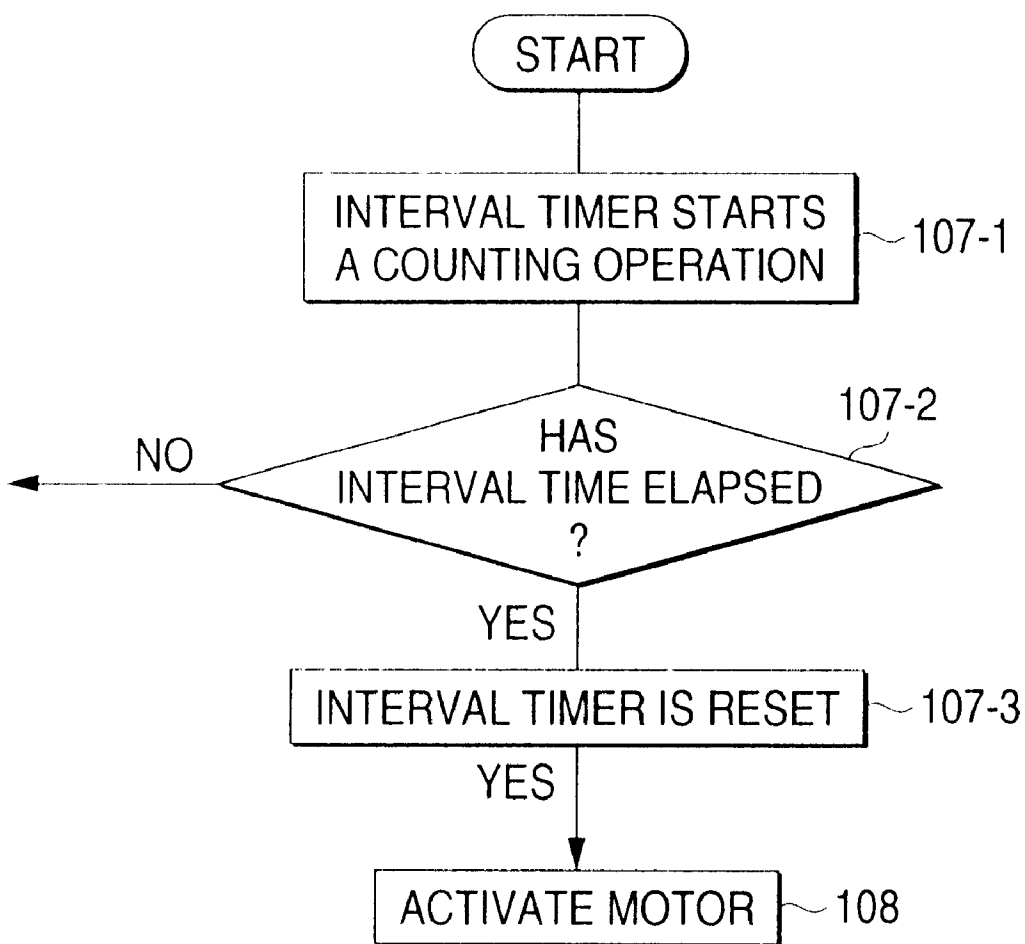 START
INTERVAL TIMER STARTS
A COUNTING OPERATION
107-1
107-2
HAS
INTERVAL TIME ELAPSED
?
NO
YES
INTERVAL TIMER IS RESET
107-3
YES
ACTIVATE MOTOR
108